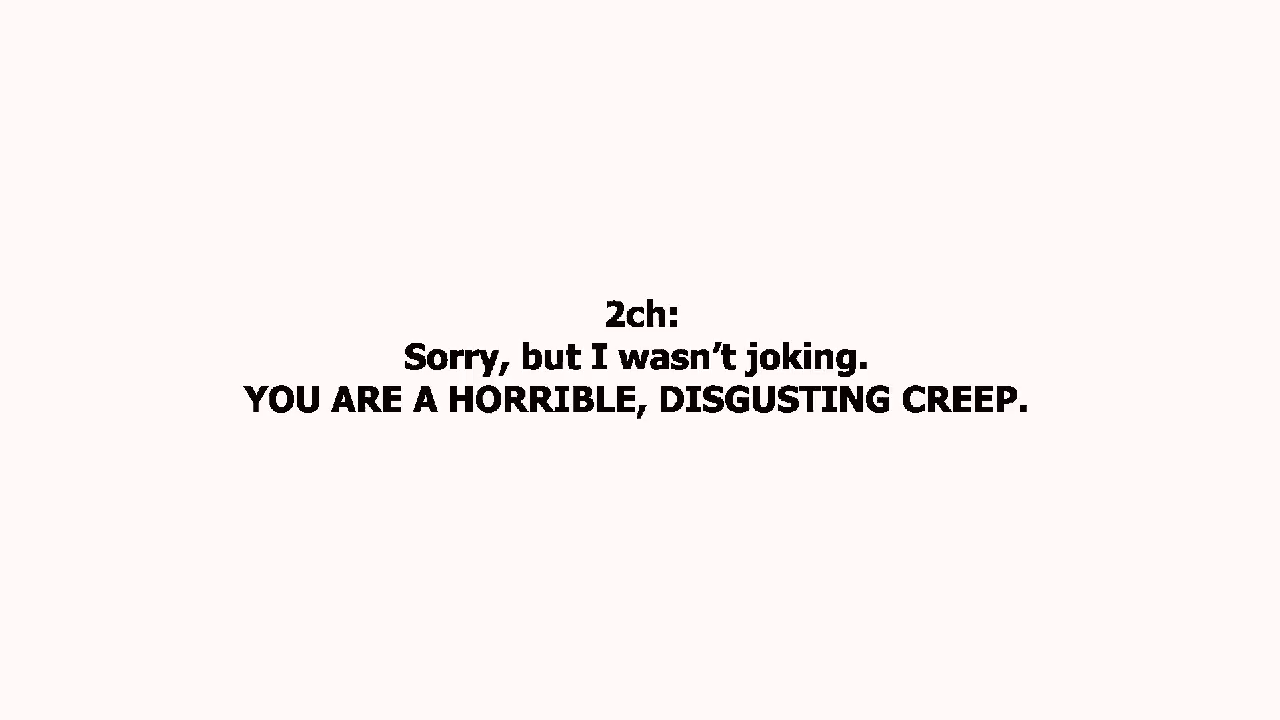 2ch:
Sorry, but I wasn’t joking.
YOU ARE A HORRIBLE, DISGUSTING CREEP.